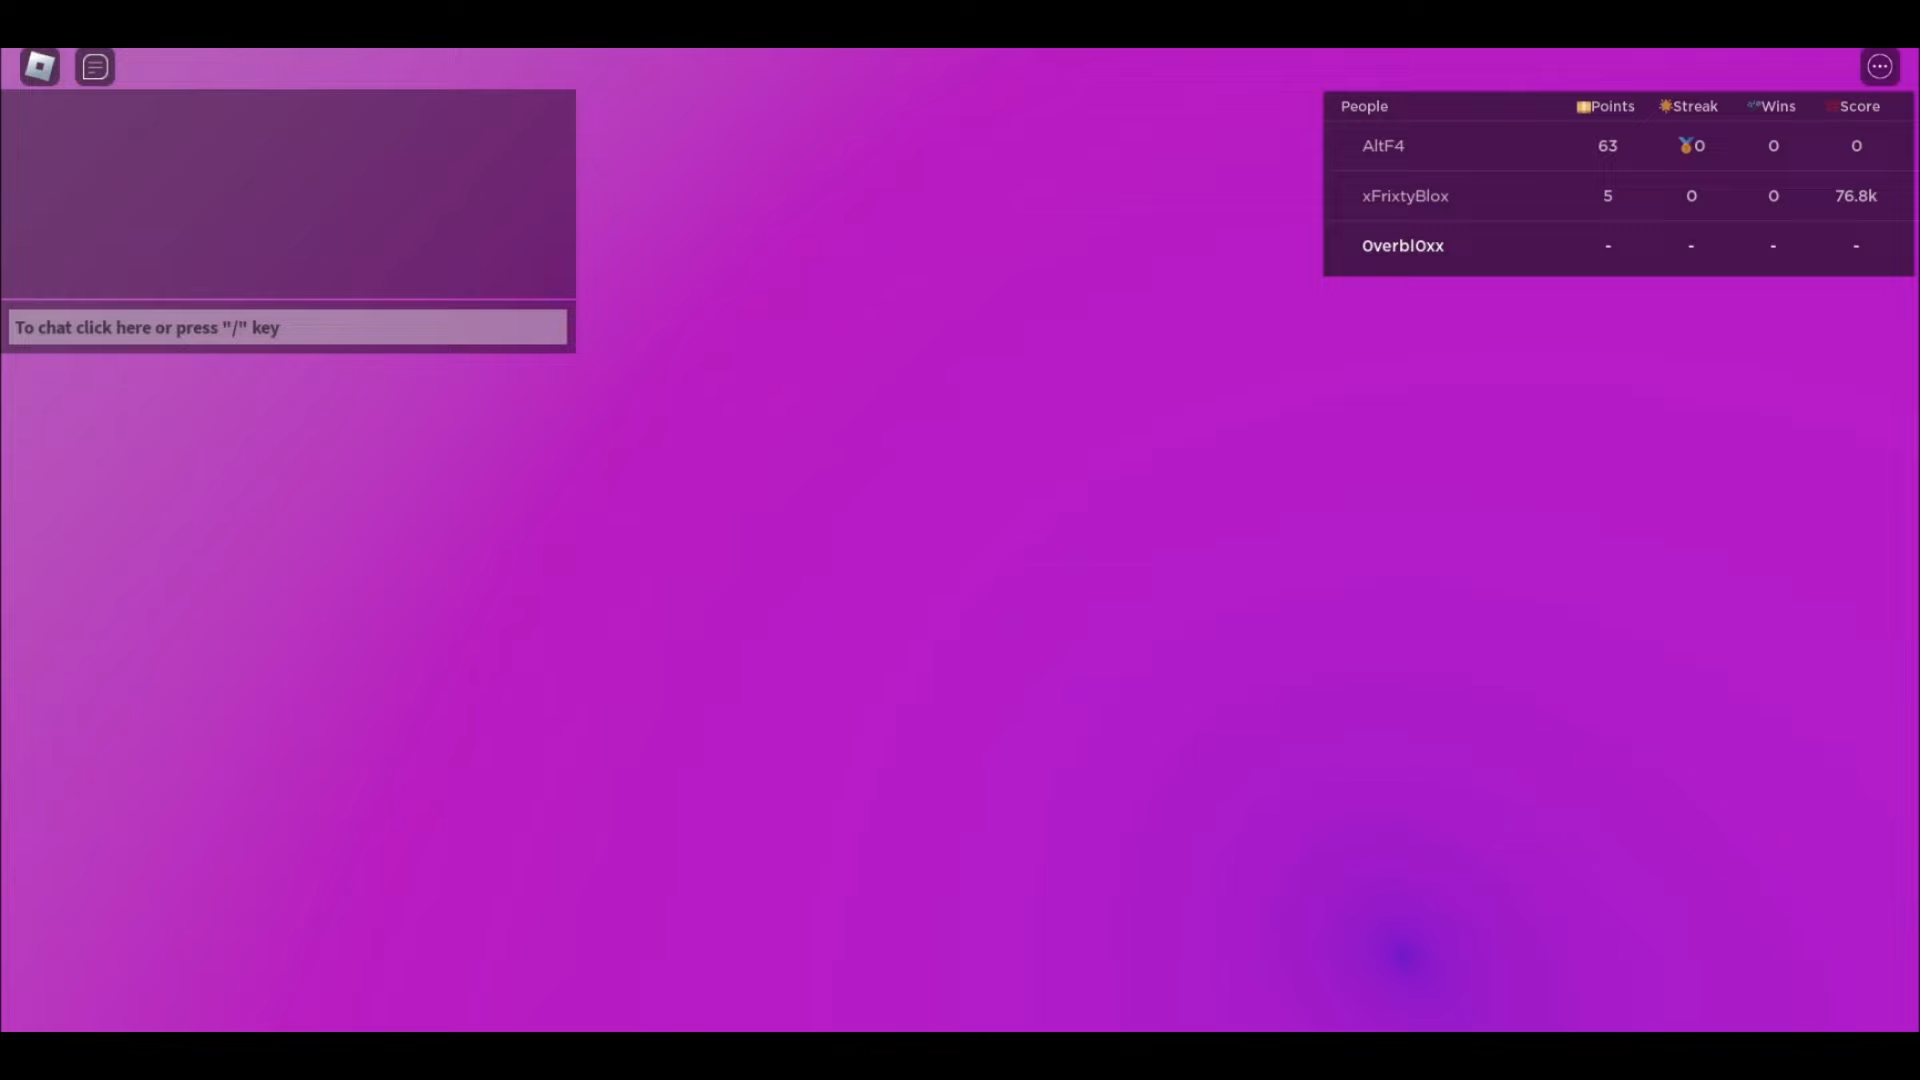 People Points Streak Wins Score
AltF4 63 0 0 0
xFrixtyBlox 5 0 0 76.8k
0verbl0xx - - - -
To chat click here or press "/" key